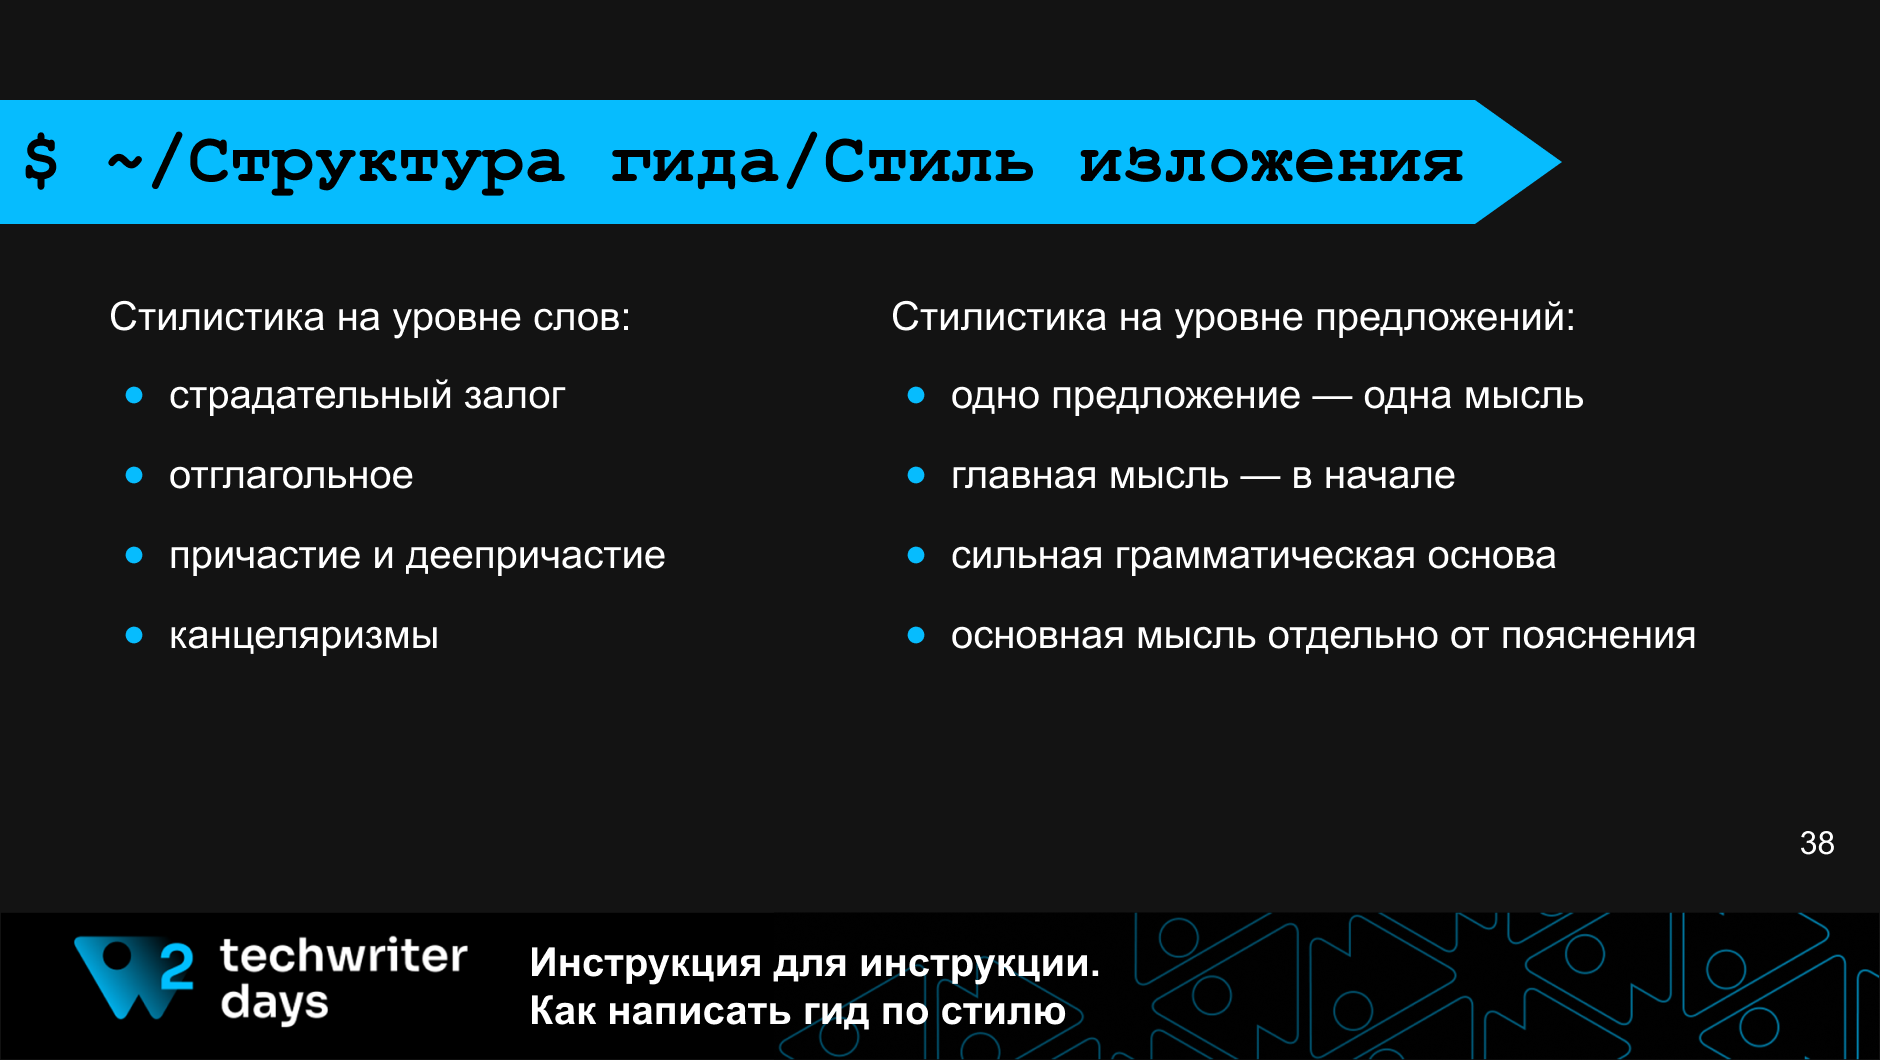 $ ~/Структура гида/Стиль изложения
Стилистика на уровне слов:
● страдательный залог
● отглагольное
● причастие и деепричастие
● канцеляризмы
Стилистика на уровне предложений:
● одно предложение — одна мысль
● главная мысль — в начале
● сильная грамматическая основа
● основная мысль отдельно от пояснения
38
2
techwriter
days
Инструкция для инструкции.
Как написать гид по стилю